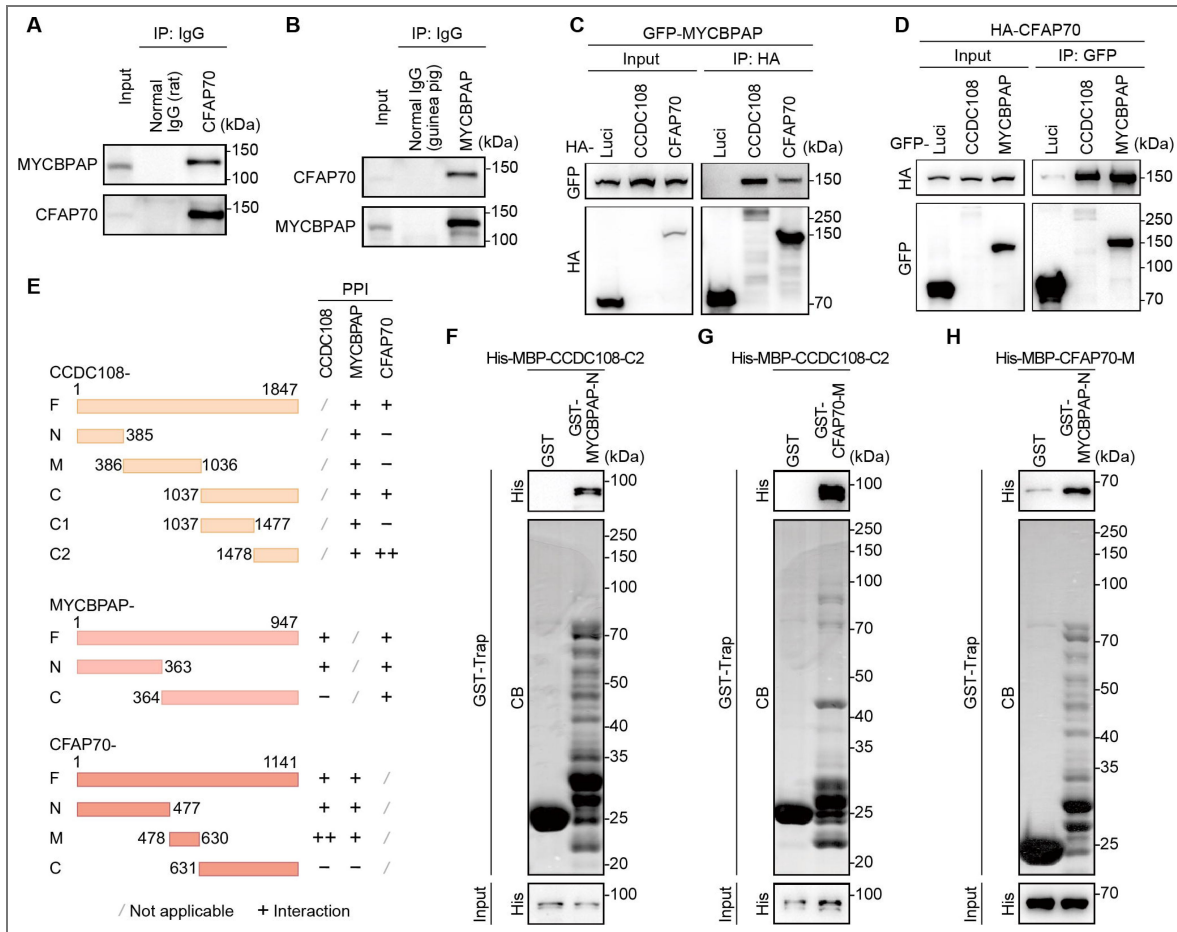 A
IP: IgG
Input
Normal
IgG (rat)
CFAP70
(kDa)
MYCBPAP
150
100
CFAP70
150
B
IP: IgG
Input
Normal IgG
(guinea pig)
MYCBPAP
(kDa)
CFAP70
150
MYCBPAP
150
100
C
GFP-MYCBPAP
Input
IP: HA
HA-
Luci
CCDC108
CFAP70
Luci
CCDC108
CFAP70
(kDa)
GFP
150
HA
250
150
70
D
HA-CFAP70
Input
IP: GFP
GFP-
Luci
CCDC108
MYCBPAP
Luci
CCDC108
MYCBPAP
(kDa)
HA
150
GFP
250
150
100
70
E
PPI
CCDC108
MYCBPAP
CFAP70
CCDC108-
1 1847
F / + +
N 385 / + −
M 386 1036 / + −
C 1037 / + +
C1 1037 1477 / + −
C2 1478 / + ++
MYCBPAP-
1 947
F + / +
N 363 + / +
C 364 − / +
CFAP70-
1 1141
F + + /
N 477 + + /
M 478 630 ++ + /
C 631 − − /
/ Not applicable + Interaction
F
His-MBP-CCDC108-C2
GST
GST-
MYCBPAP-N
(kDa)
GST-Trap
His
100
CB
250
150
100
70
50
40
35
25
20
Input
His
100
G
His-MBP-CCDC108-C2
GST
GST-
CFAP70-M
(kDa)
GST-Trap
His
100
CB
250
150
100
70
50
40
35
25
20
Input
His
100
H
His-MBP-CFAP70-M
GST
GST-
MYCBPAP-N
(kDa)
GST-Trap
His
70
CB
250
150
100
70
50
40
35
25
Input
His
70